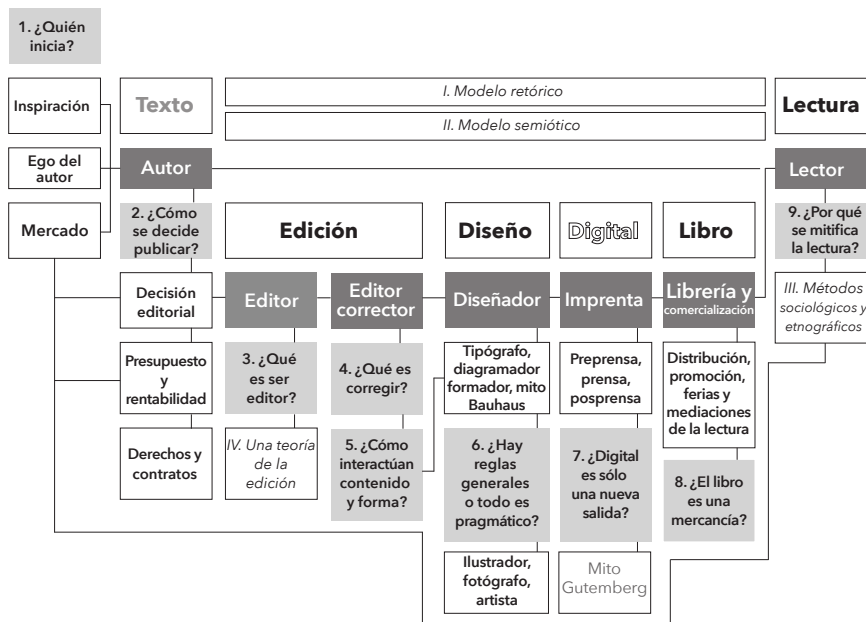 1. ¿Quién
inicia?
Inspiración
Ego del
autor
Mercado
Texto
Autor
2. ¿Cómo
se decide
publicar?
Decisión
editorial
Presupuesto
y
rentabilidad
Derechos y
contratos
I. Modelo retórico
II. Modelo semiótico
Edición
Editor
3. ¿Qué
es ser
editor?
IV. Una teoría
de la
edición
Editor
corrector
4. ¿Qué es
corregir?
5. ¿Cómo
interactúan
contenido
y forma?
Diseño
Diseñador
Tipógrafo,
diagramador
formador, mito
Bauhaus
6. ¿Hay
reglas
generales
o todo es
pragmático?
Ilustrador,
fotógrafo,
artista
Digital
Imprenta
Preprensa,
prensa,
posprensa
7. ¿Digital
es sólo
una nueva
salida?
Mito
Gutemberg
Libro
Librería y
comercialización
Distribución,
promoción,
ferias y
mediaciones
de la lectura
8. ¿El libro
es una
mercancía?
Lectura
Lector
9. ¿Por qué
se mitifica
la lectura?
III. Métodos
sociológicos y
etnográficos